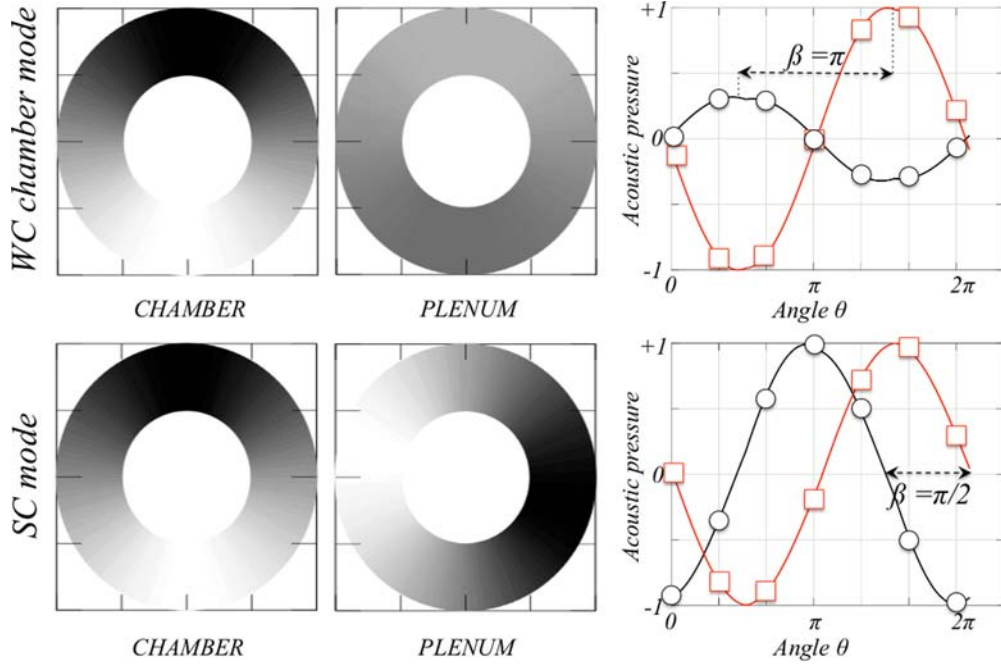 WC chamber mode
CHAMBER
PLENUM
Acoustic pressure
+1
0
-1
β = π
0
π
2π
Angle θ
SC mode
CHAMBER
PLENUM
Acoustic pressure
+1
0
-1
β = π/2
0
π
2π
Angle θ